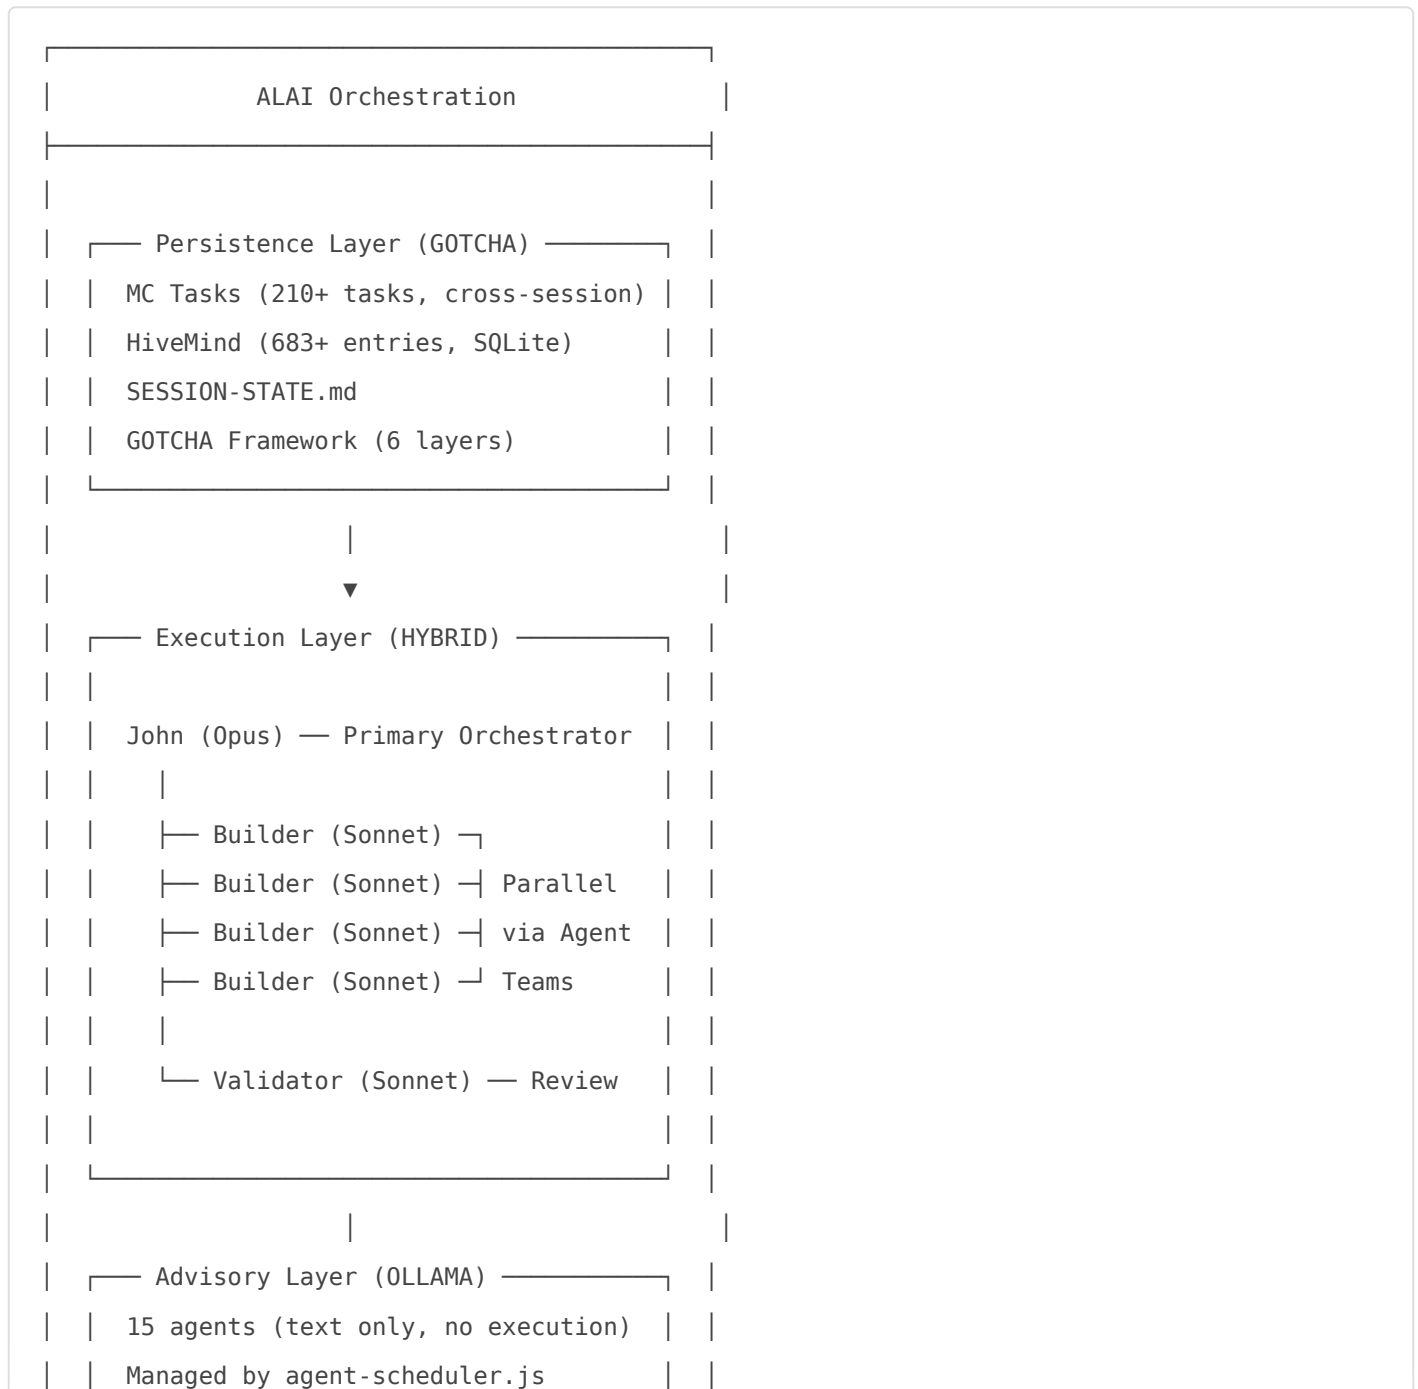 ALAI Orchestration
Persistence Layer (GOTCHA)
MC Tasks (210+ tasks, cross-session)
HiveMind (683+ entries, SQLite)
SESSION-STATE.md
GOTCHA Framework (6 layers)
▼
Execution Layer (HYBRID)
John (Opus) ── Primary Orchestrator
├── Builder (Sonnet) ─┐
├── Builder (Sonnet) ─┤ Parallel
├── Builder (Sonnet) ─┤ via Agent
├── Builder (Sonnet) ─┘ Teams
└── Validator (Sonnet) ── Review
Advisory Layer (OLLAMA)
15 agents (text only, no execution)
Managed by agent-scheduler.js